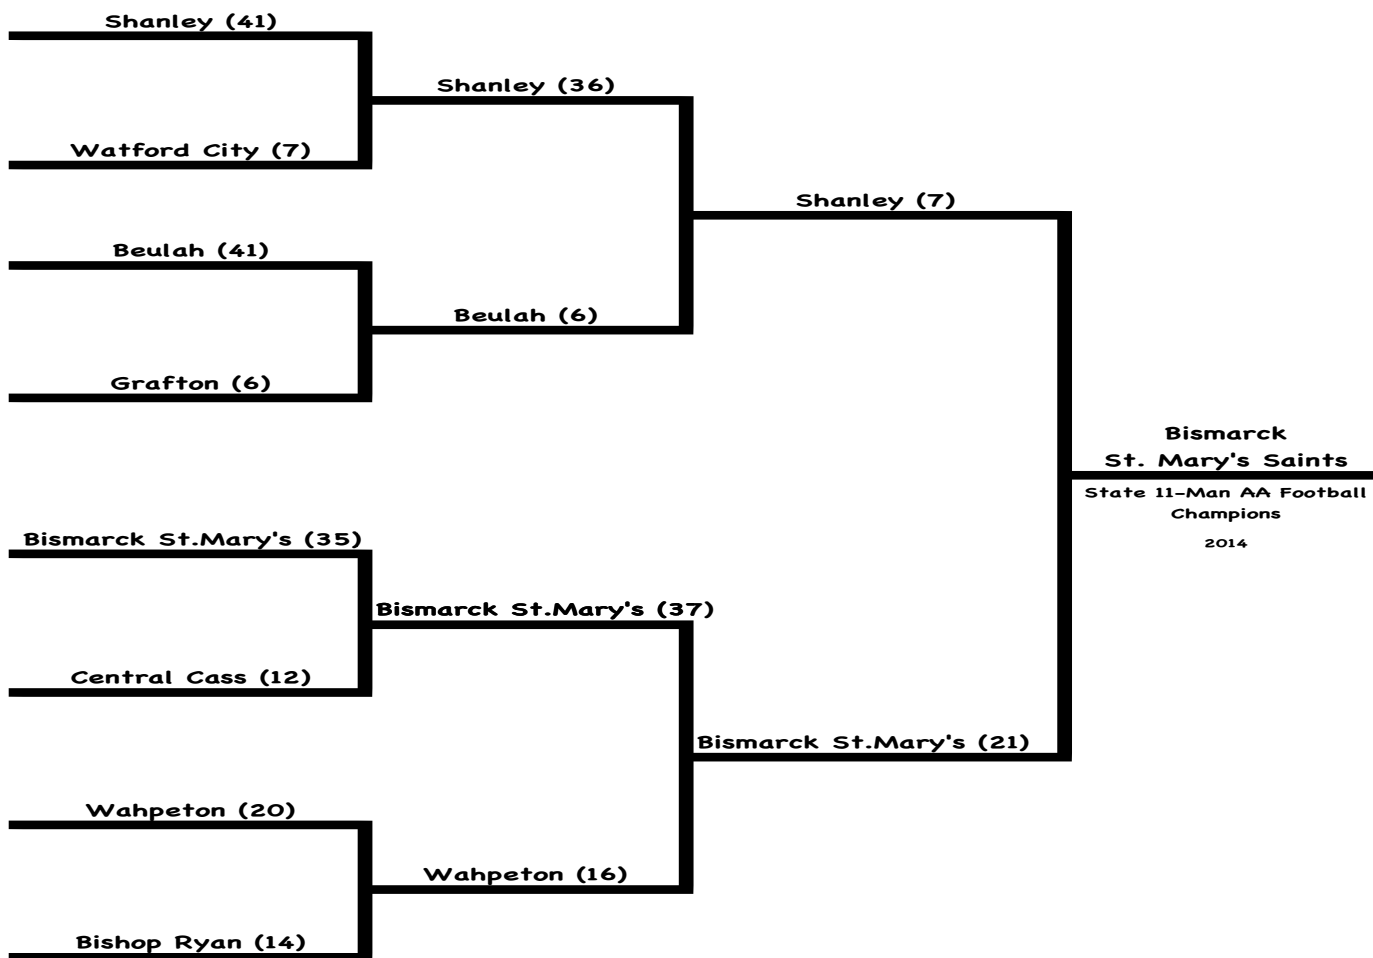 Shanley (41)
Shanley (36)
Watford City (7)
Shanley (7)
Beulah (41)
Beulah (6)
Grafton (6)
Bismarck
St. Mary's Saints
State 11-Man AA Football
Champions
2014
Bismarck St.Mary's (35)
Bismarck St.Mary's (37)
Central Cass (12)
Bismarck St.Mary's (21)
Wahpeton (20)
Wahpeton (16)
Bishop Ryan (14)